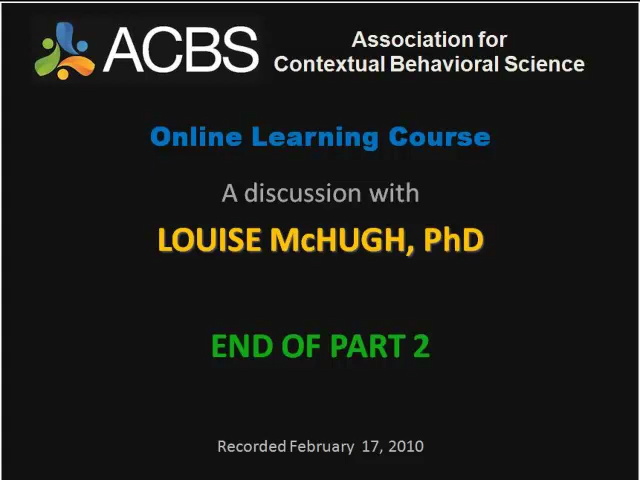 ACBS
Association for
Contextual Behavioral Science
Online Learning Course
A discussion with
LOUISE McHUGH, PhD
END OF PART 2
Recorded February 17, 2010